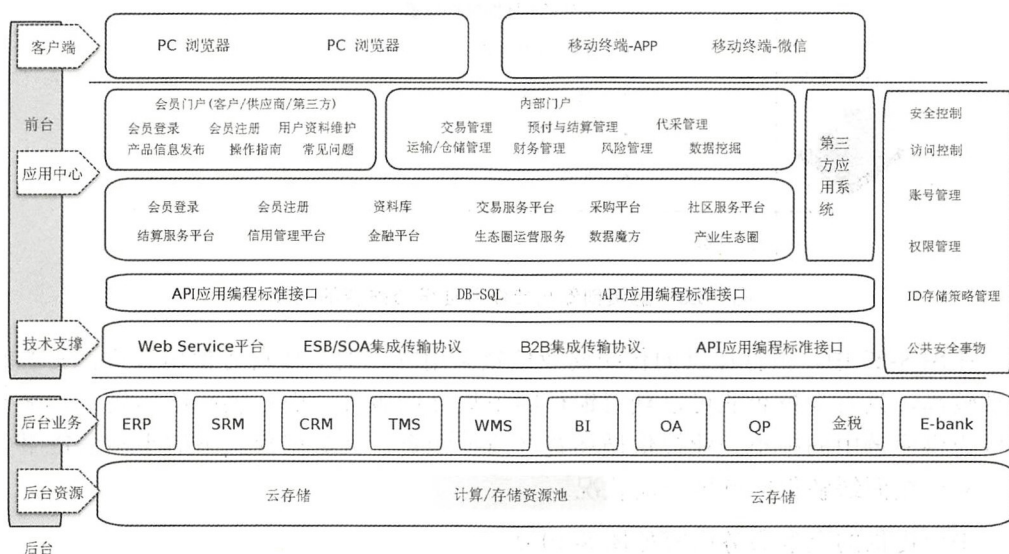 客户端
PC 浏览器 PC 浏览器
移动终端-APP 移动终端-微信
前台
应用中心
会员门户(客户/供应商/第三方)
会员登录 会员注册 用户资料维护
产品信息发布 操作指南 常见问题
内部门户
交易管理 预付与结算管理 代采管理
运输/仓储管理 财务管理 风险管理 数据挖掘
第三方应用系统
会员登录 会员注册 资料库 交易服务平台 采购平台 社区服务平台
结算服务平台 信用管理平台 金融平台 生态圈运营服务 数据魔方 产业生态圈
API应用编程标准接口 DB-SQL API应用编程标准接口
技术支撑
Web Service平台 ESB/SOA集成传输协议 B2B集成传输协议 API应用编程标准接口
安全控制
访问控制
账号管理
权限管理
ID存储策略管理
公共安全事物
后台业务
ERP SRM CRM TMS WMS BI OA QP 金税 E-bank
后台资源
云存储 计算/存储资源池 云存储
后台